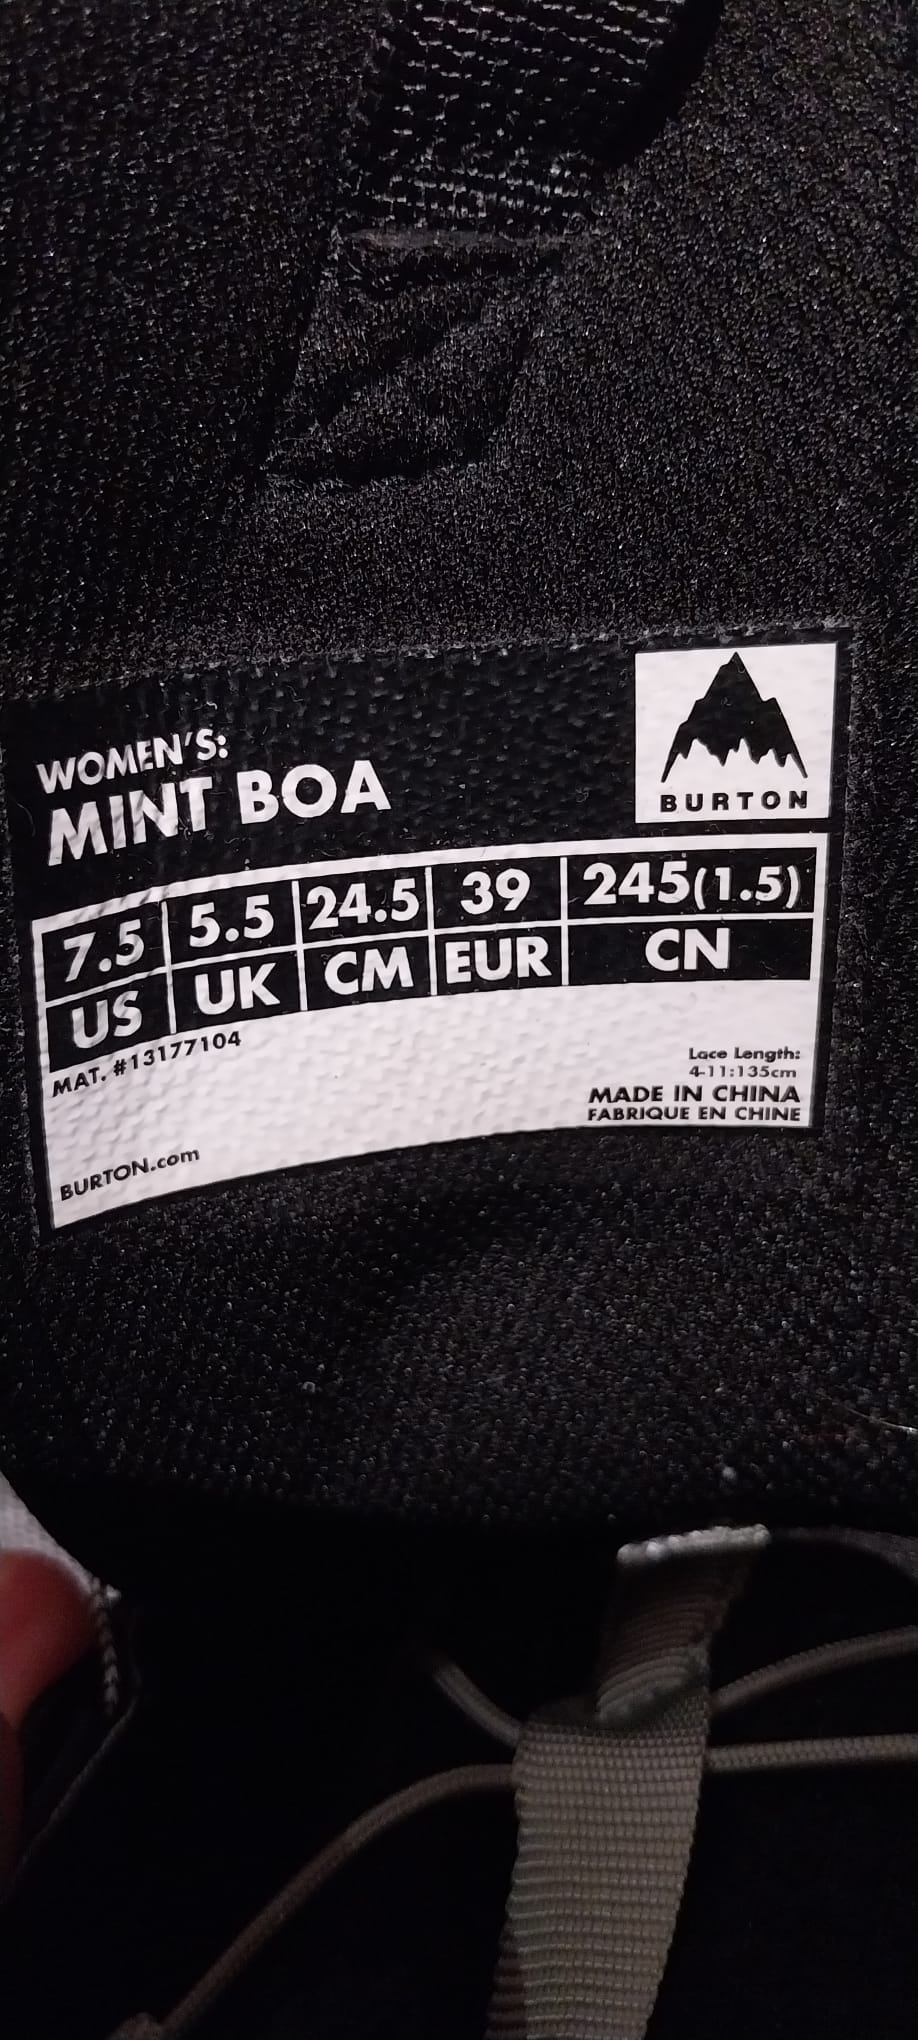 WOMEN'S:
MINT BOA
BURTON
7.5 5.5 24.5 39 245(1.5)
US UK CM EUR CN
MAT. #13177104
Lace Length:
4-11:135cm
MADE IN CHINA
FABRIQUE EN CHINE
BURTON.com